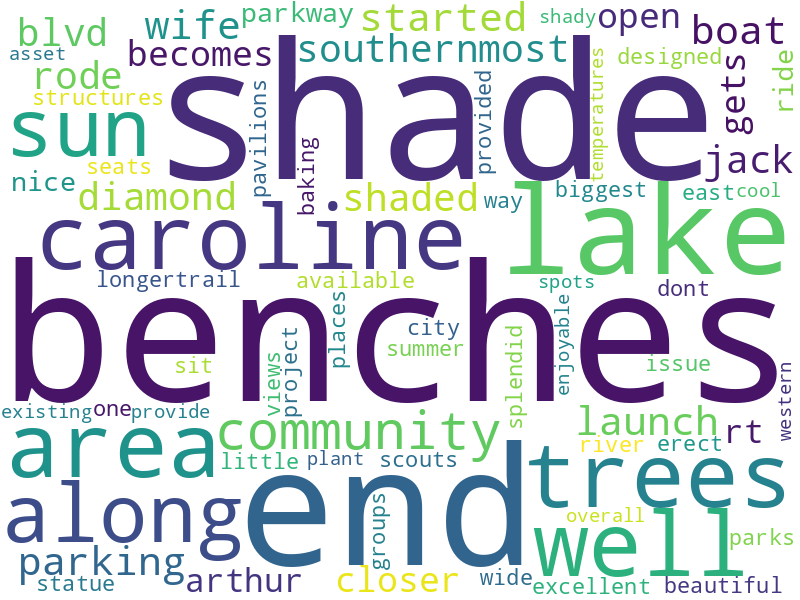 parkway started shady open
blvd wife boat
asset becomes southernmost designed
rode shade gets ride
structures pavilions provided temperatures
sun seats baking jack
nice diamond shaded way biggest east cool
caroline lake
longertrail available spots dont
benches places city enjoyable
views project summer splendid issue western
sit
existing one provide
area community launch rt
river erect
little plant scouts trees
along end groups well overall parks
parking closer wide
statue arthur excellent beautiful